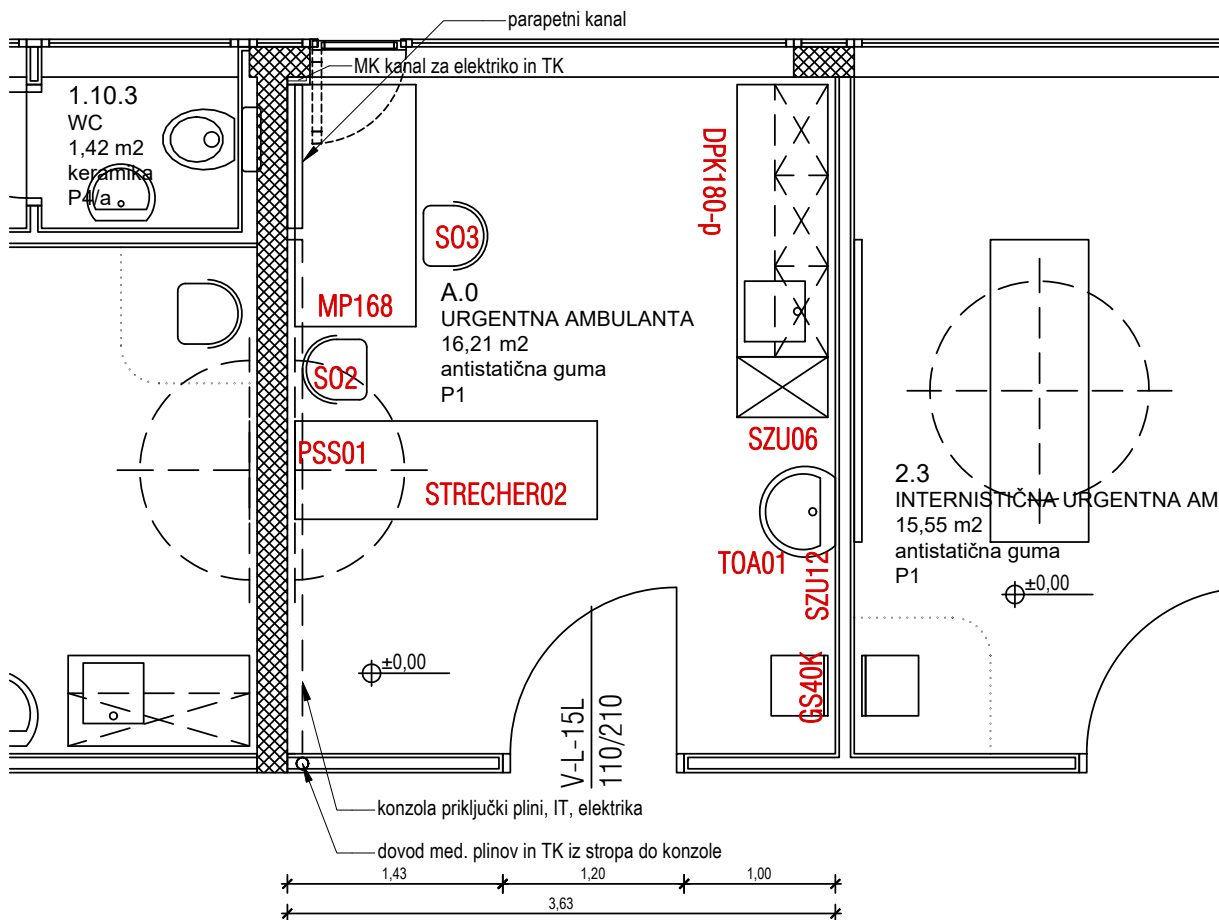 parapetni kanal
MK kanal za elektriko in TK
1.10.3
WC
1,42 m2
keramika
P4/a
DPK180-p
SO3
MP168
A.0
URGENTNA AMBULANTA
16,21 m2
antistatična guma
P1
SO2
PSS01
STRECHER02
SZU06
TOA01
SZU12
GS40K
2.3
INTERNISTIČNA URGENTNA AM
15,55 m2
antistatična guma
P1
±0,00
±0,00
V-L-15L
110/210
konzola priključki plini, IT, elektrika
dovod med. plinov in TK iz stropa do konzole
1,43
1,20
1,00
3,63